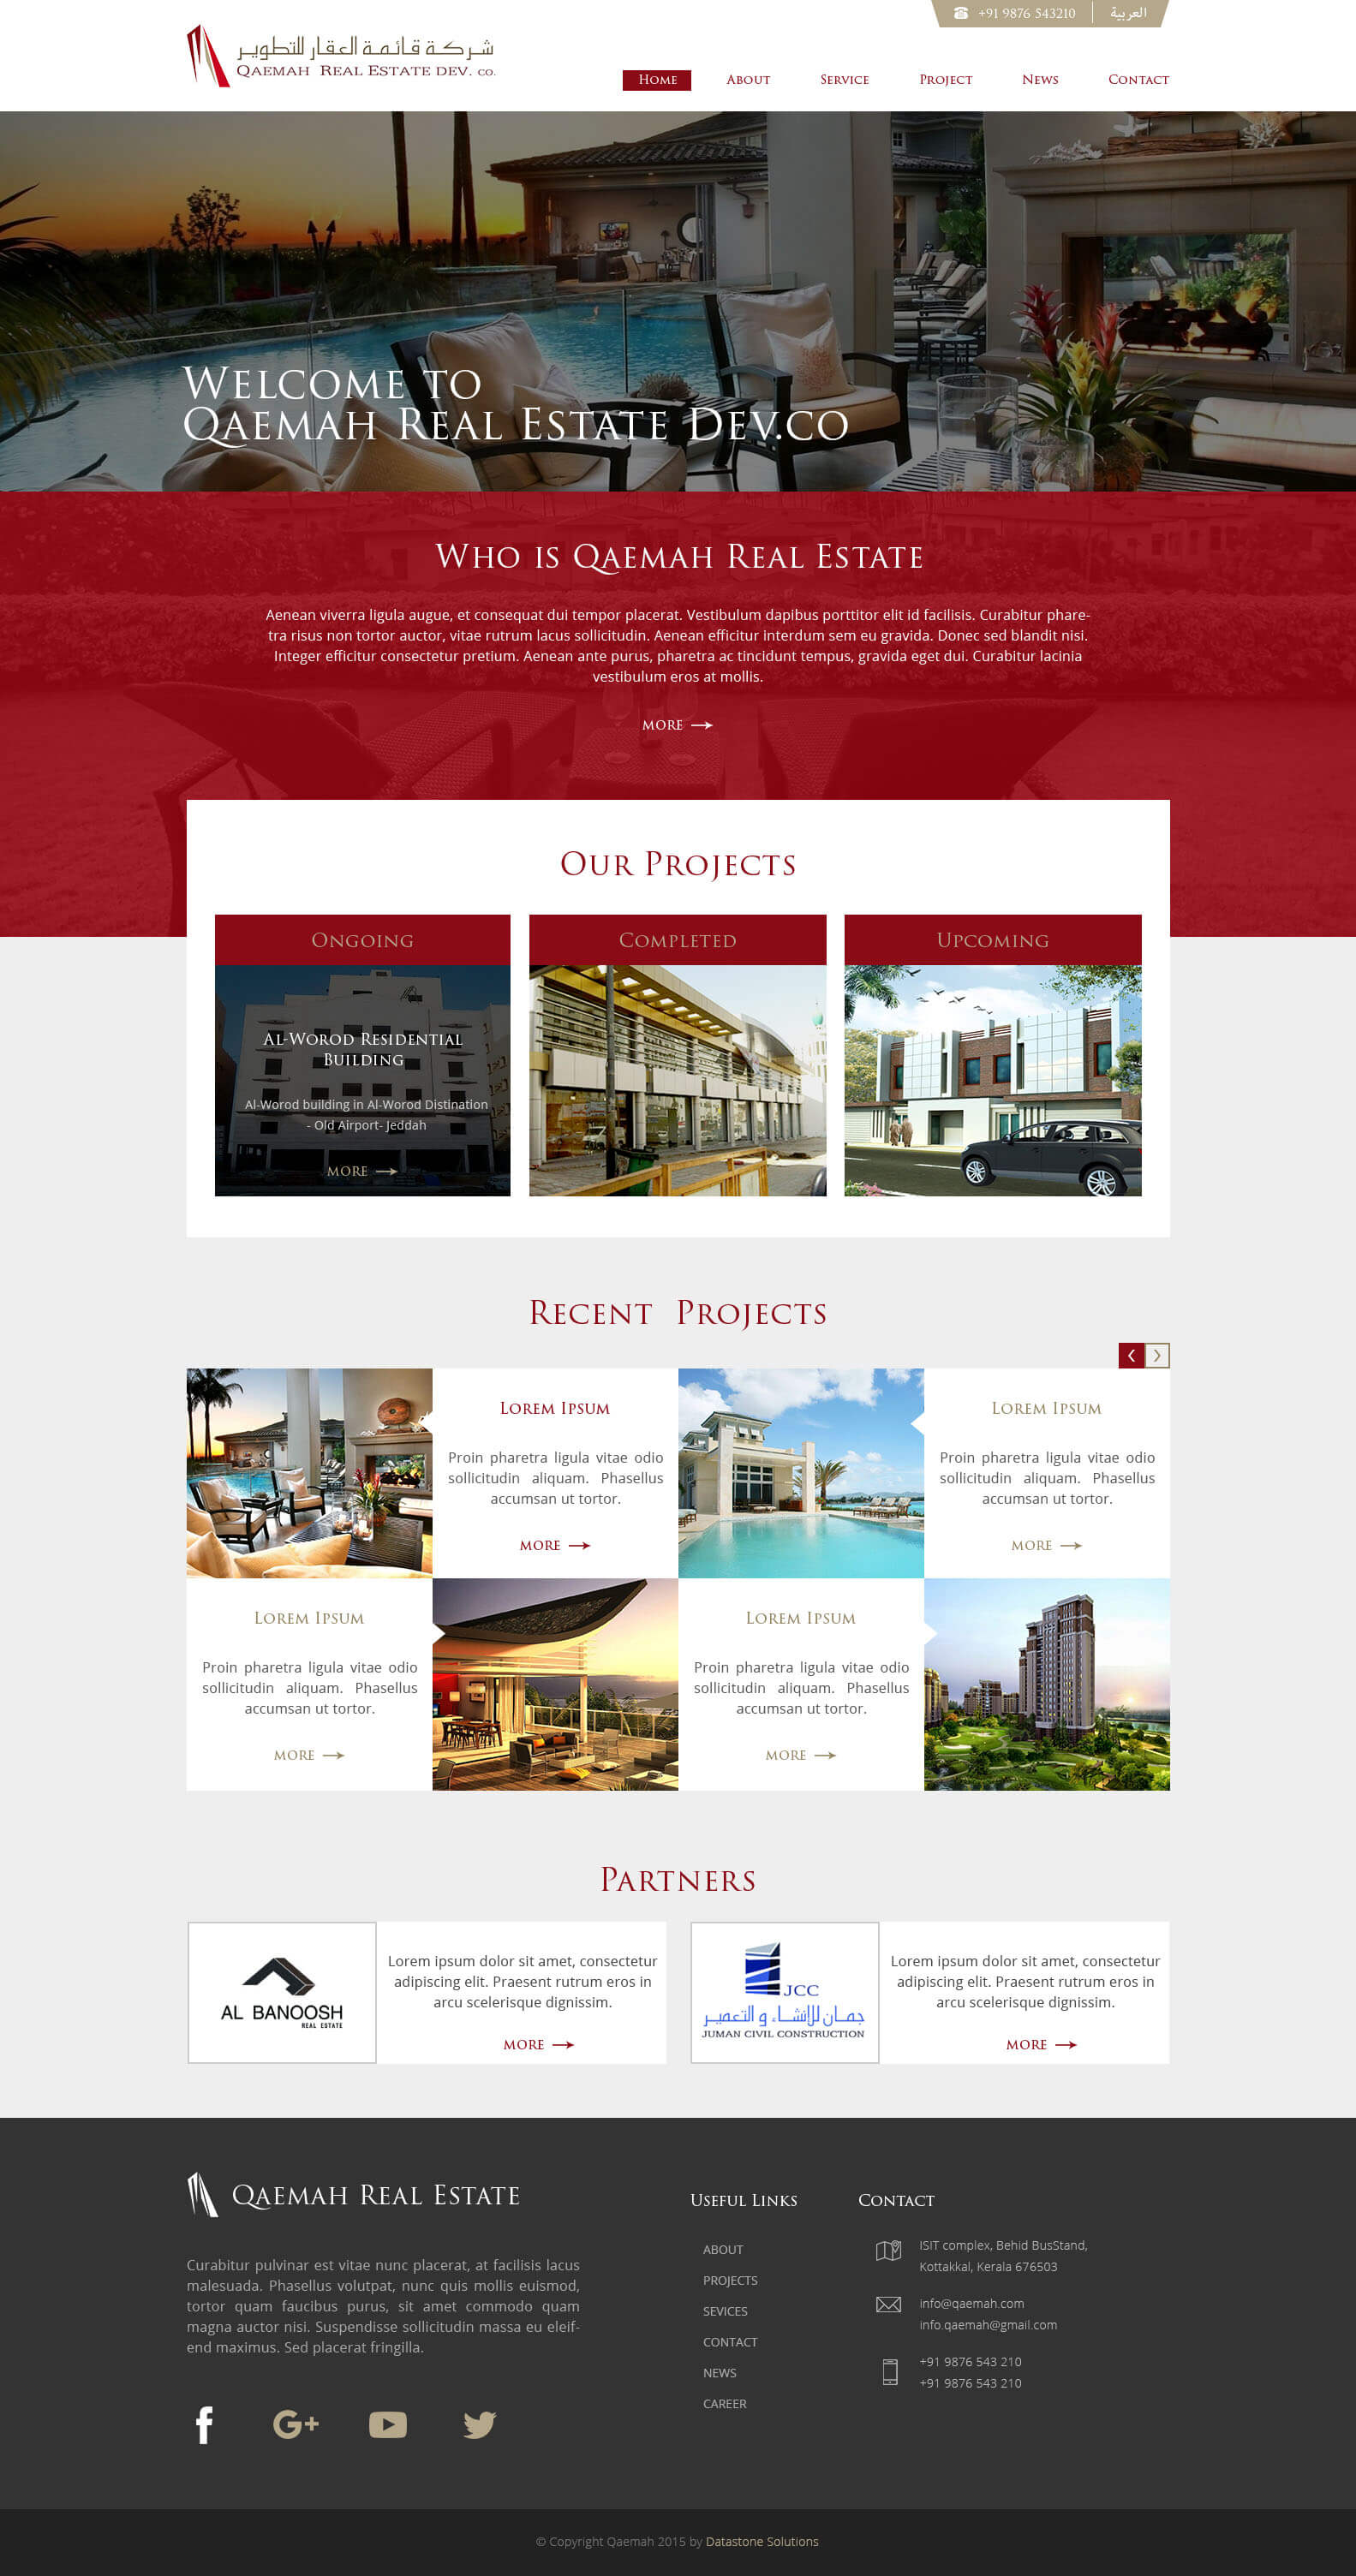 +91 9876 543210
العربية
شركة قائمة العقار للتطوير
Qaemah Real Estate dev. co.
Home
About
Service
Project
News
Contact
Welcome to
Qaemah Real Estate Dev.co
Who is Qaemah Real Estate
Aenean viverra ligula augue, et consequat dui tempor placerat. Vestibulum dapibus porttitor elit id facilisis. Curabitur phare-
tra risus non tortor auctor, vitae rutrum lacus sollicitudin. Aenean efficitur interdum sem eu gravida. Donec sed blandit nisi.
Integer efficitur consectetur pretium. Aenean ante purus, pharetra ac tincidunt tempus, gravida eget dui. Curabitur lacinia
vestibulum eros at mollis.
more
Our Projects
Ongoing
Al-Worod Residential
Building
Al-Worod building in Al-Worod Distination
- Old Airport- Jeddah
more
Completed
Upcoming
Recent Projects
Lorem Ipsum
Proin pharetra ligula vitae odio
sollicitudin aliquam. Phasellus
accumsan ut tortor.
more
Lorem Ipsum
Proin pharetra ligula vitae odio
sollicitudin aliquam. Phasellus
accumsan ut tortor.
more
Lorem Ipsum
Proin pharetra ligula vitae odio
sollicitudin aliquam. Phasellus
accumsan ut tortor.
more
Lorem Ipsum
Proin pharetra ligula vitae odio
sollicitudin aliquam. Phasellus
accumsan ut tortor.
more
Partners
AL BANOOSH
REAL ESTATE
Lorem ipsum dolor sit amet, consectetur
adipiscing elit. Praesent rutrum eros in
arcu scelerisque dignissim.
more
JCC
جمان للإنشاء و التعمير
JUMAN CIVIL CONSTRUCTION
Lorem ipsum dolor sit amet, consectetur
adipiscing elit. Praesent rutrum eros in
arcu scelerisque dignissim.
more
Qaemah Real Estate
Curabitur pulvinar est vitae nunc placerat, at facilisis lacus
malesuada. Phasellus volutpat, nunc quis mollis euismod,
tortor quam faucibus purus, sit amet commodo quam
magna auctor nisi. Suspendisse sollicitudin massa eu eleif-
end maximus. Sed placerat fringilla.
Useful Links
ABOUT
PROJECTS
SEVICES
CONTACT
NEWS
CAREER
Contact
ISIT complex, Behid BusStand,
Kottakkal, Kerala 676503
info@qaemah.com
info.qaemah@gmail.com
+91 9876 543 210
+91 9876 543 210
© Copyright Qaemah 2015 by Datastone Solutions